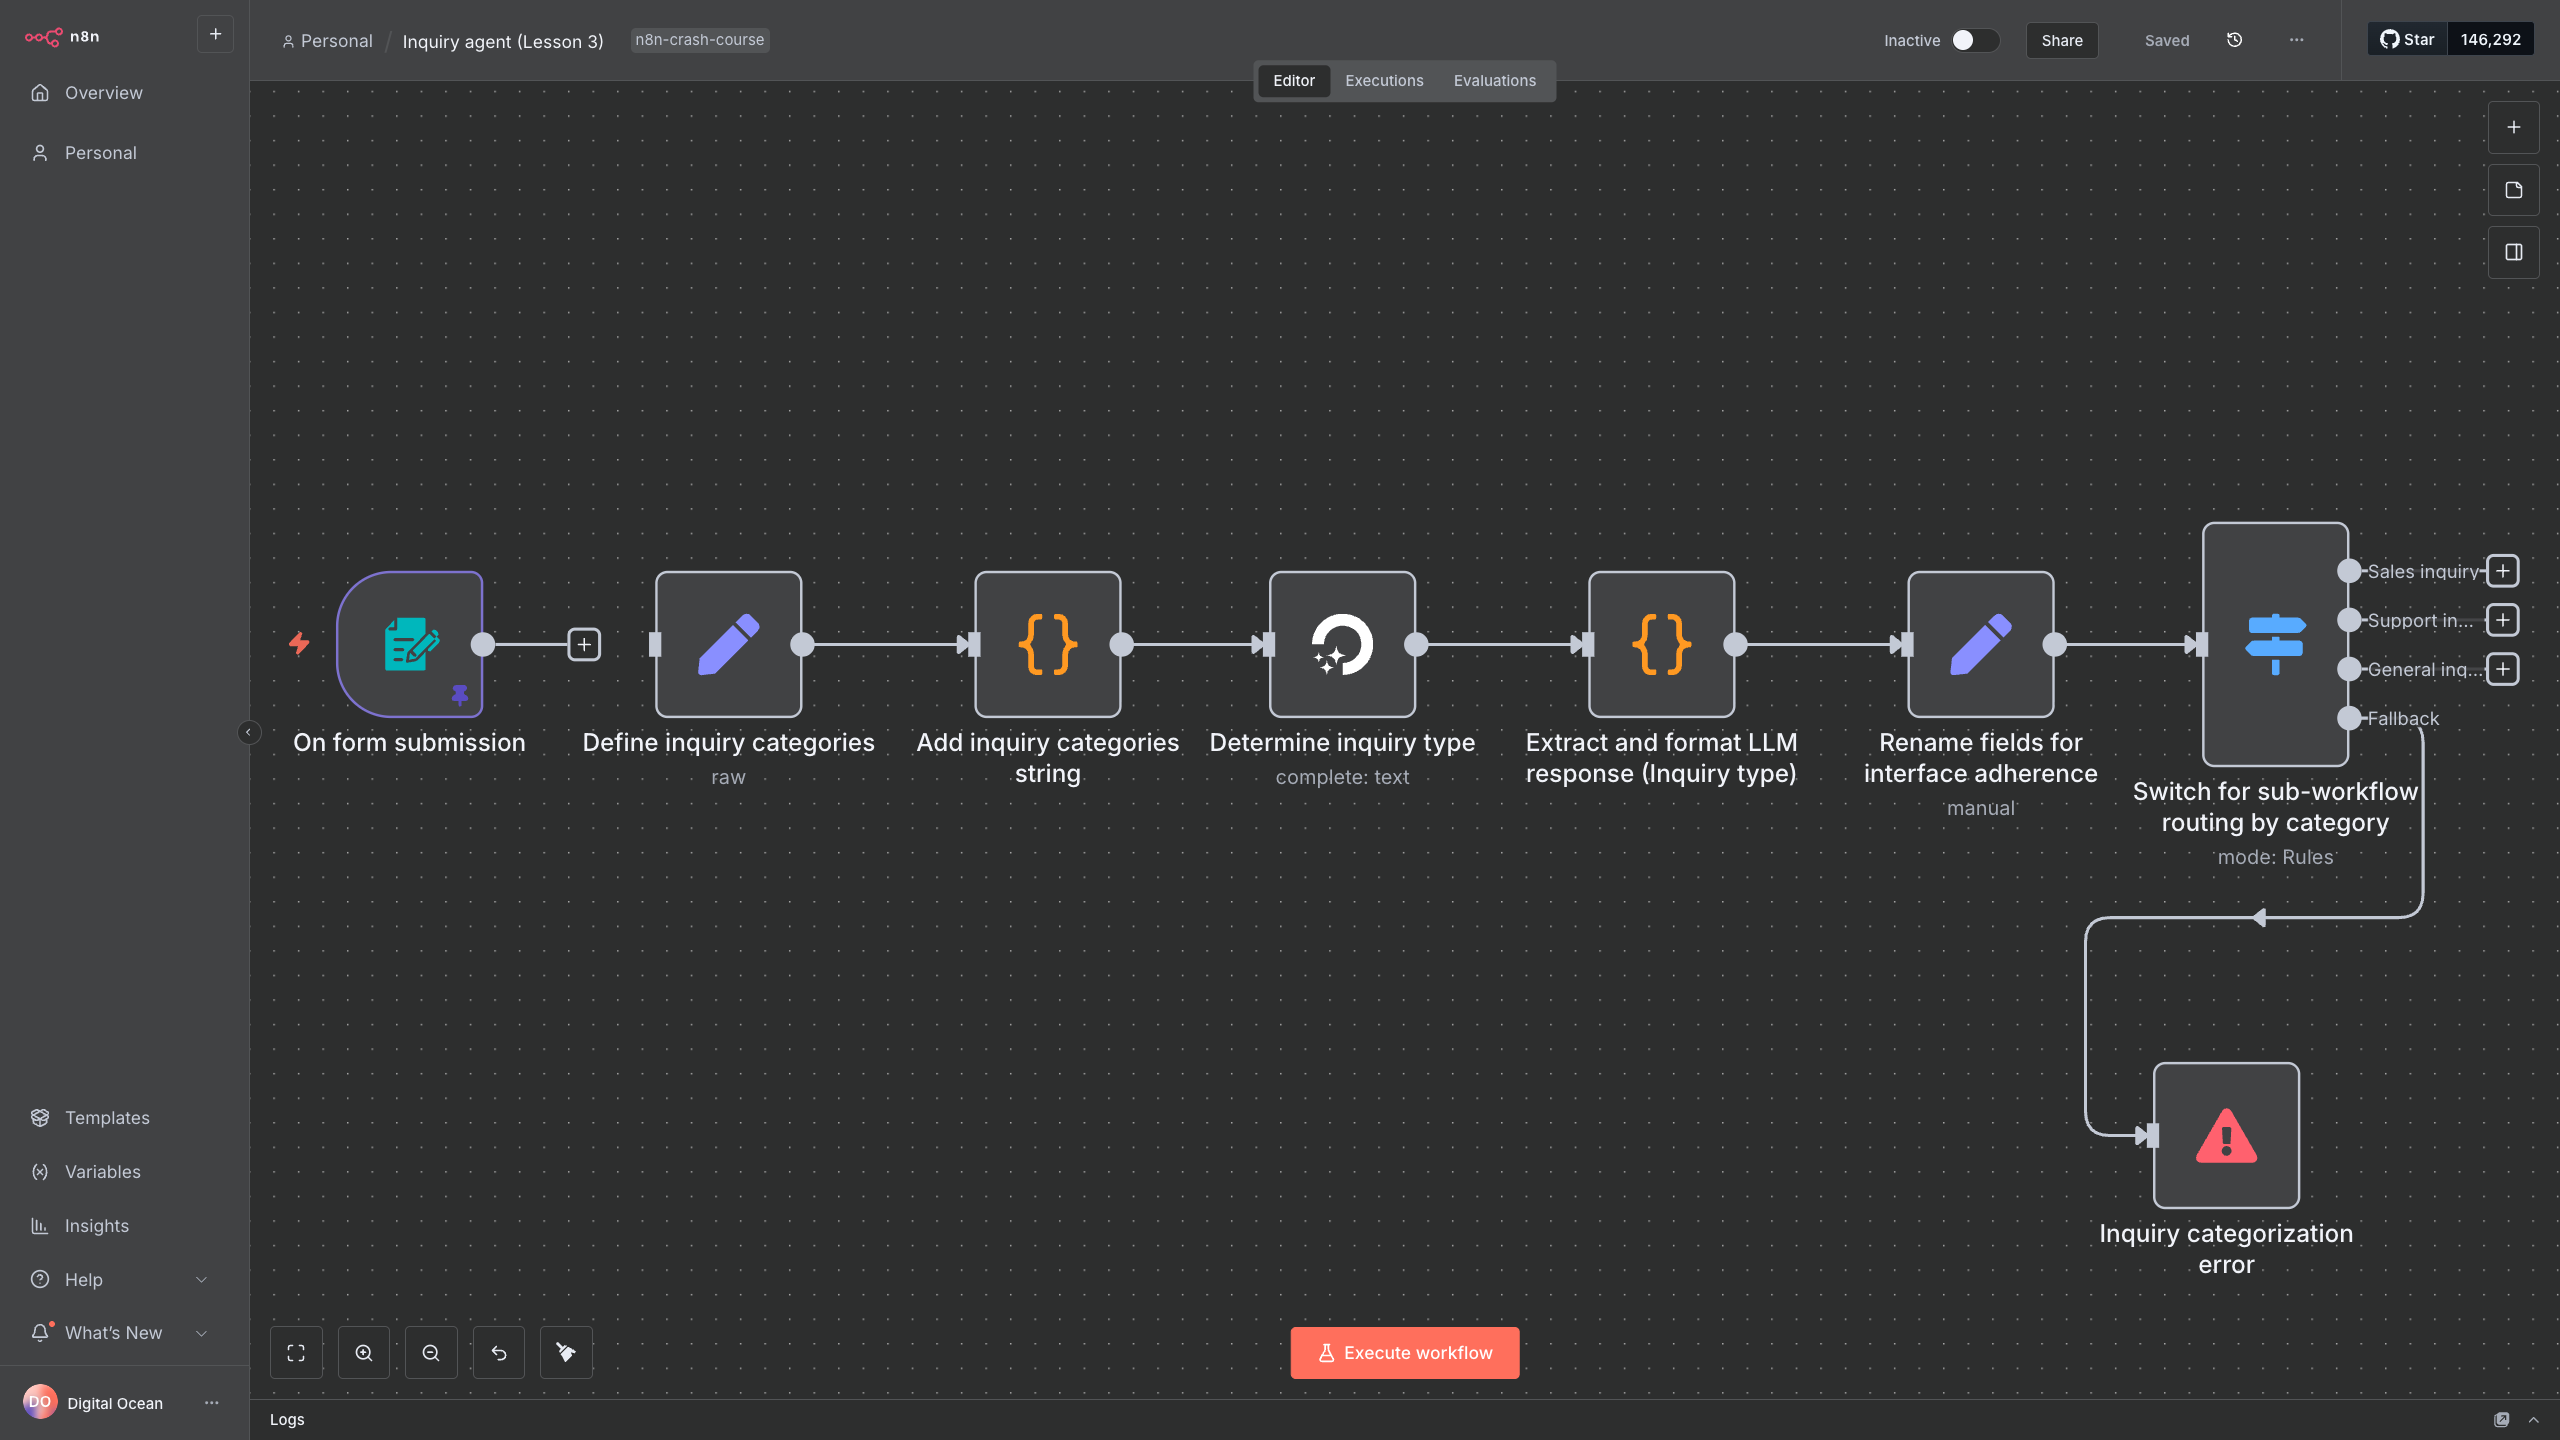 n8n
Personal / Inquiry agent (Lesson 3) n8n-crash-course
Inactive
Share
Saved
Star 146,292
Editor Executions Evaluations
Overview
Personal
Sales inquiry
Support in...
General inq...
Fallback
On form submission
Define inquiry categories
raw
Add inquiry categories
string
Determine inquiry type
complete: text
Extract and format LLM
response (Inquiry type)
Rename fields for
interface adherence
manual
Switch for sub-workflow
routing by category
mode: Rules
Inquiry categorization
error
Templates
Variables
Insights
Help
What's New
Execute workflow
DO Digital Ocean
Logs